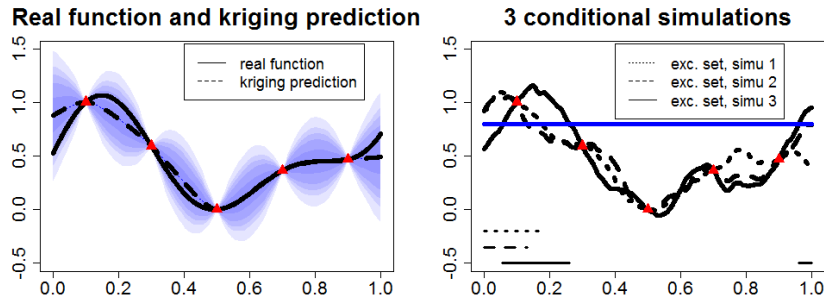 Real function and kriging prediction
real function
kriging prediction
1.5
1.0
0.5
0.0
-0.5
0.0 0.2 0.4 0.6 0.8 1.0
3 conditional simulations
exc. set, simu 1
exc. set, simu 2
exc. set, simu 3
1.5
1.0
0.5
0.0
-0.5
0.0 0.2 0.4 0.6 0.8 1.0